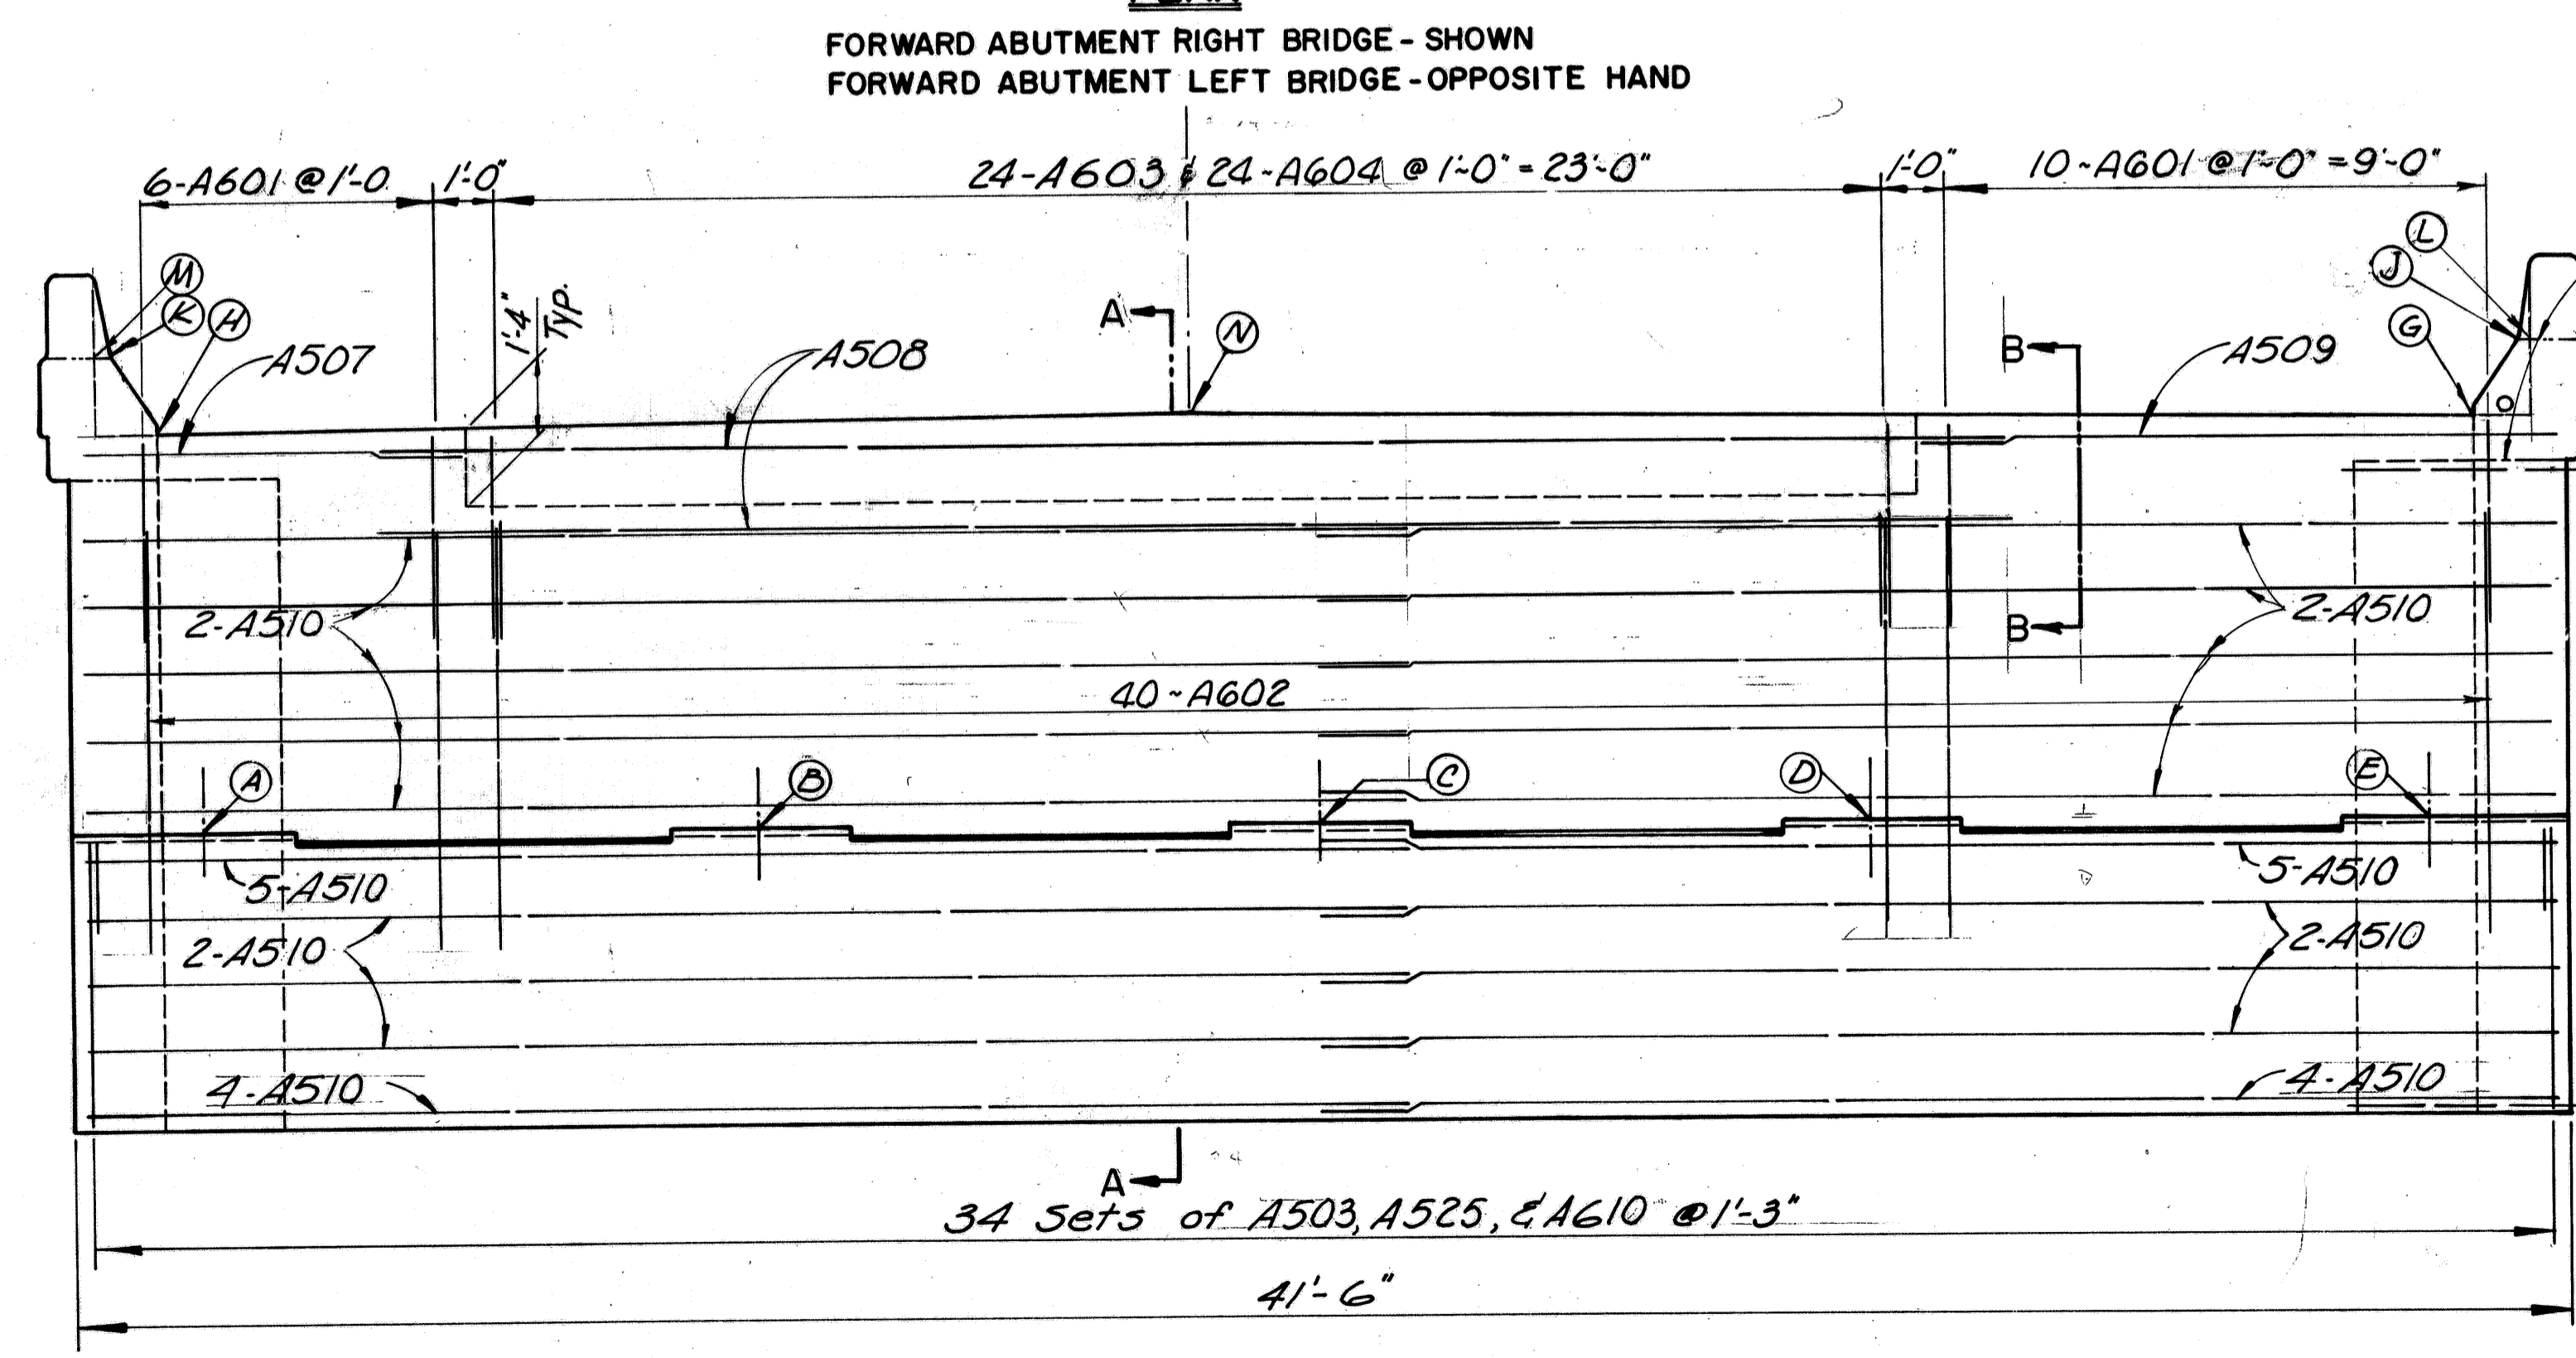 FORWARD ABUTMENT RIGHT BRIDGE - SHOWN
FORWARD ABUTMENT LEFT BRIDGE - OPPOSITE HAND
6-A601 @ 1'-0 1'-0" 24-A603 & 24-A604 @ 1'-0" = 23'-0" 1'-0" 10-A601 @ 1'-0" = 9'-0"
M K H A507 1'-4" TYP. A508 A N B A509 G J L
2-A510 B 2-A510
40-A602
A B C D E
5-A510 5-A510
2-A510 2-A510
4-A510 4-A510
A
34 Sets of A503, A525, & A610 @ 1'-3"
41'-6"